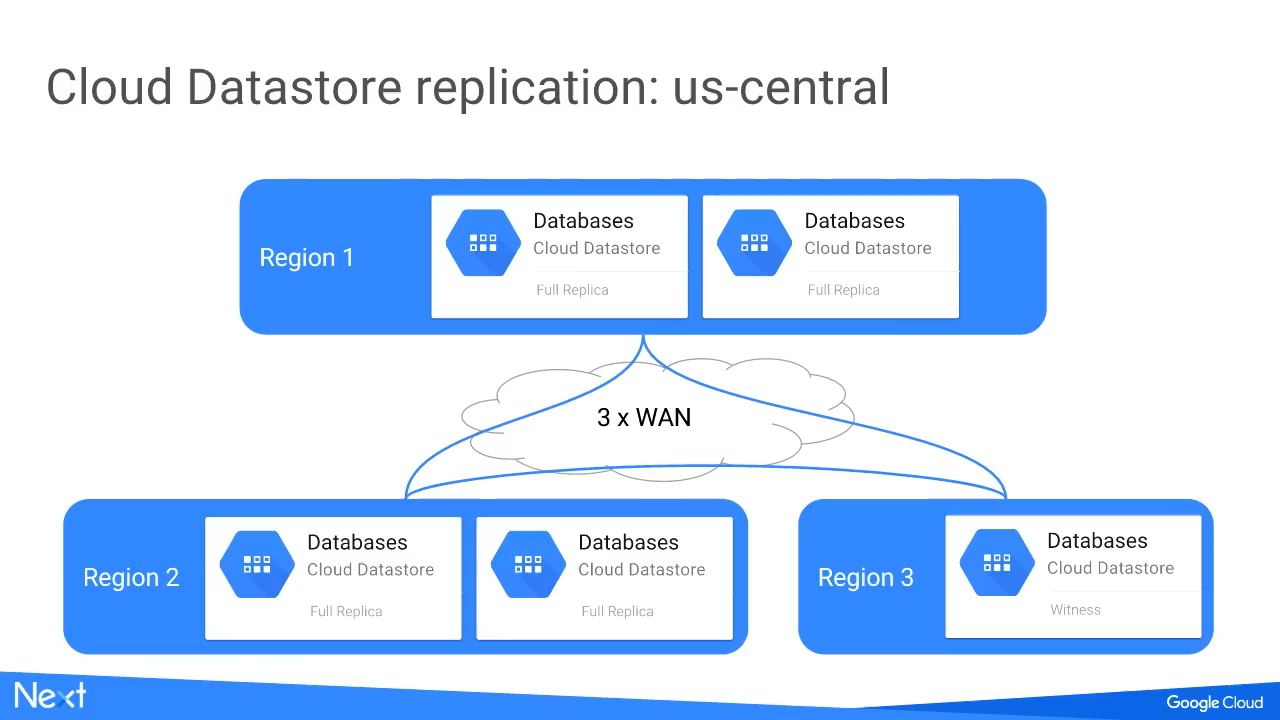 Cloud Datastore replication: us-central
Region 1
Databases
Cloud Datastore
Full Replica
Databases
Cloud Datastore
Full Replica
3 x WAN
Region 2
Databases
Cloud Datastore
Full Replica
Databases
Cloud Datastore
Full Replica
Region 3
Databases
Cloud Datastore
Witness
Next
Google Cloud